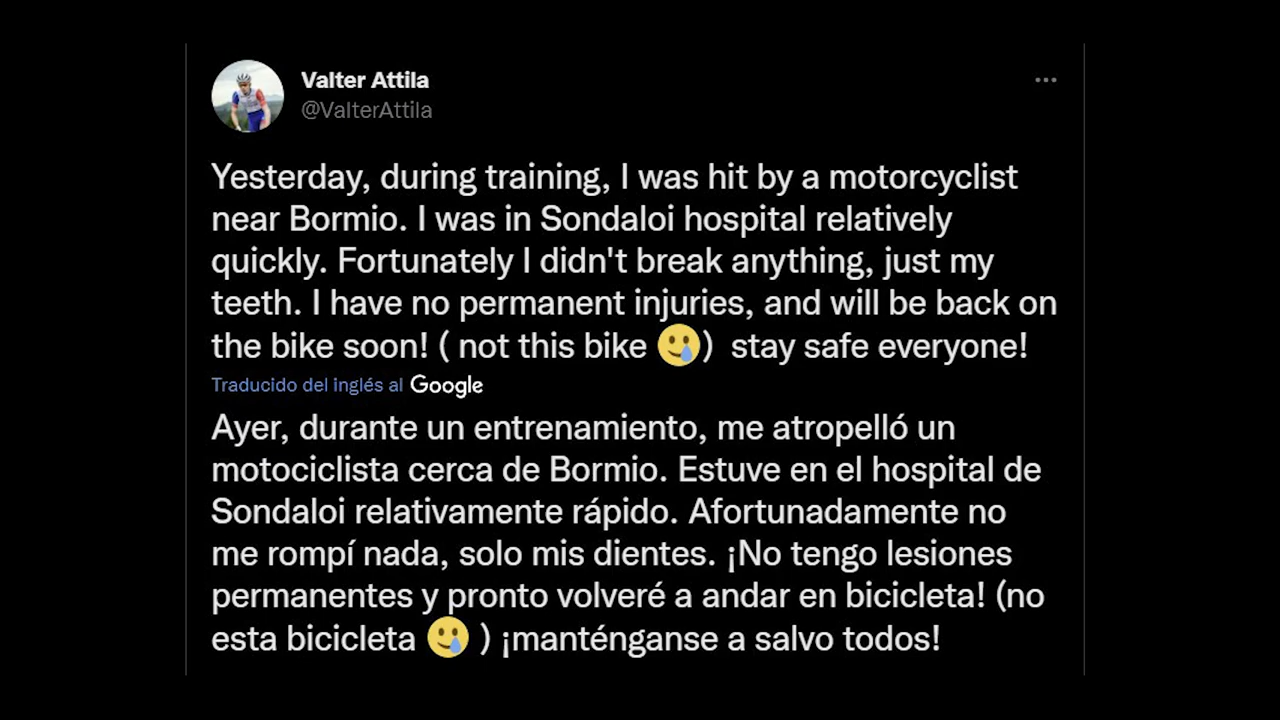 Valter Attila
@ValterAttila
Yesterday, during training, I was hit by a motorcyclist
near Bormio. I was in Sondaloi hospital relatively
quickly. Fortunately I didn't break anything, just my
teeth. I have no permanent injuries, and will be back on
the bike soon! ( not this bike 🥲)  stay safe everyone!
Traducido del inglés al Google
Ayer, durante un entrenamiento, me atropelló un
motociclista cerca de Bormio. Estuve en el hospital de
Sondaloi relativamente rápido. Afortunadamente no
me rompí nada, solo mis dientes. ¡No tengo lesiones
permanentes y pronto volveré a andar en bicicleta! (no
esta bicicleta 🥲 ) ¡manténganse a salvo todos!